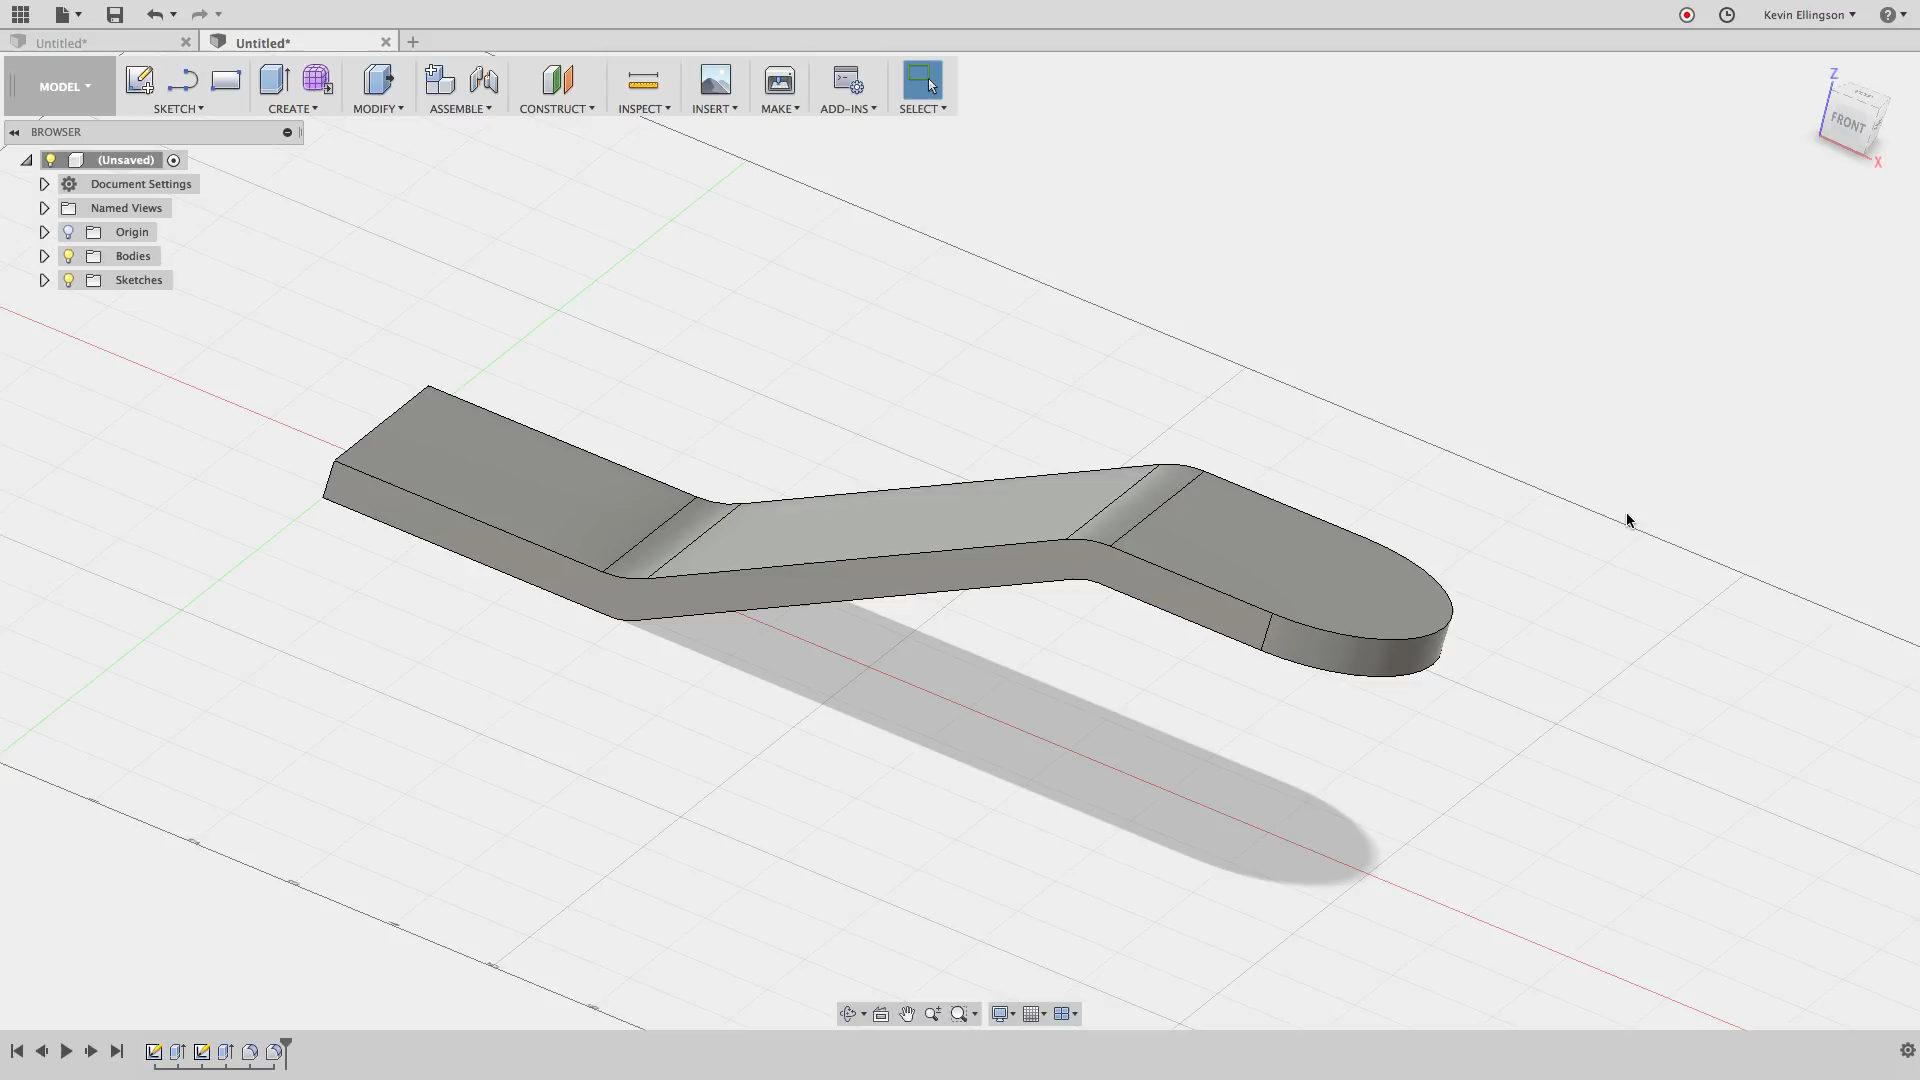 Kevin Ellingson
Untitled*
Untitled*
MODEL
SKETCH
CREATE
MODIFY
ASSEMBLE
CONSTRUCT
INSPECT
INSERT
MAKE
ADD-INS
SELECT
BROWSER
(Unsaved)
Document Settings
Named Views
Origin
Bodies
Sketches
Z
FRONT
X